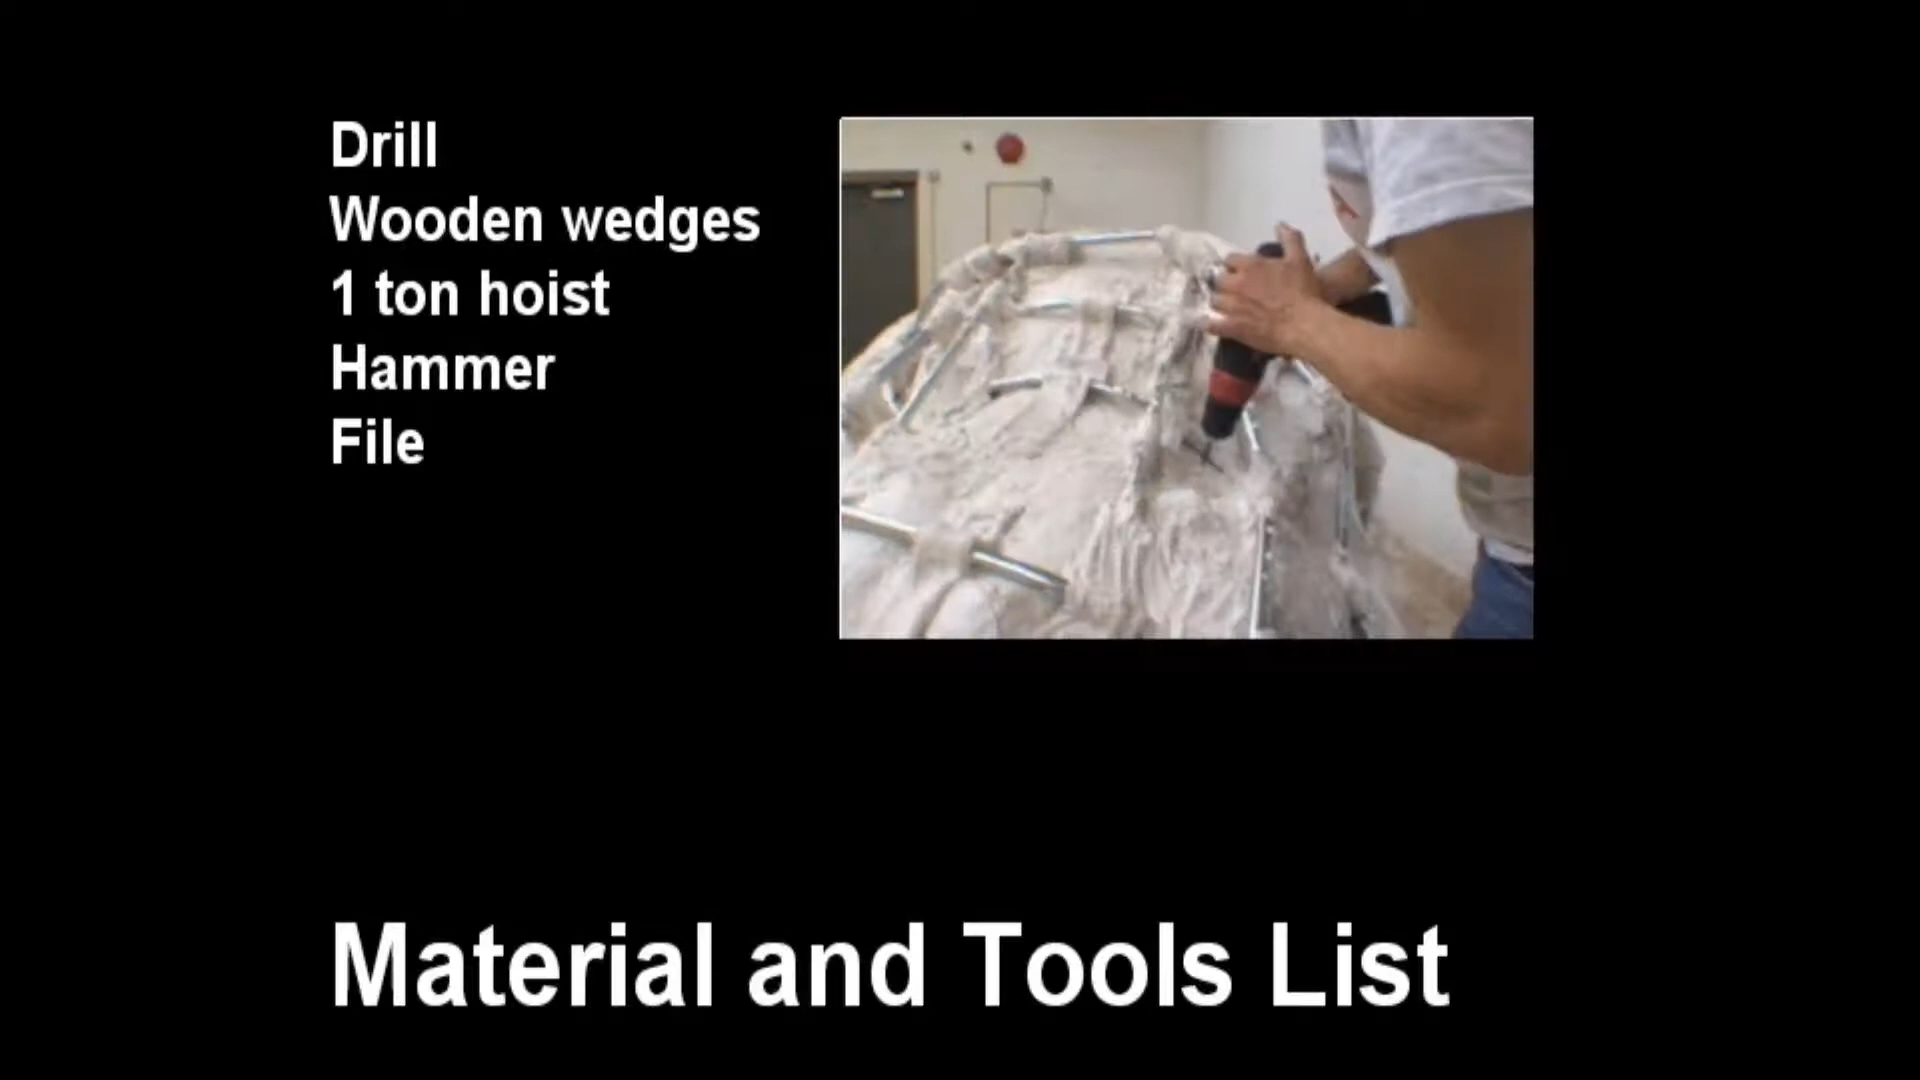 Drill
Wooden wedges
1 ton hoist
Hammer
File
Material and Tools List